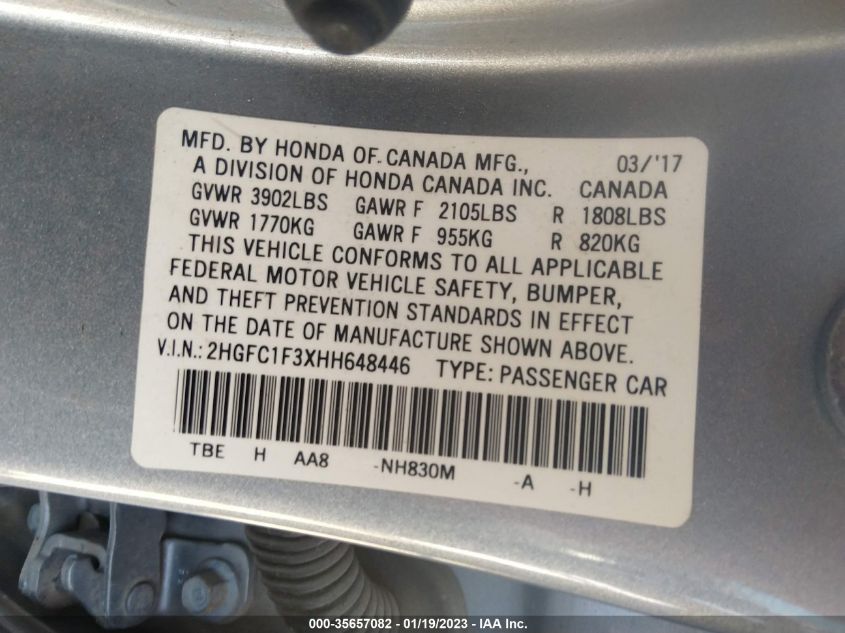 MFD. BY HONDA OF CANADA MFG., 03/'17
A DIVISION OF HONDA CANADA INC. CANADA
GVWR 3902LBS GAWR F 2105LBS R 1808LBS
GVWR 1770KG GAWR F 955KG R 820KG
THIS VEHICLE CONFORMS TO ALL APPLICABLE
FEDERAL MOTOR VEHICLE SAFETY, BUMPER,
AND THEFT PREVENTION STANDARDS IN EFFECT
ON THE DATE OF MANUFACTURE SHOWN ABOVE.
V.I.N.: 2HGFC1F3XHH648446 TYPE: PASSENGER CAR
TBE H AA8 -NH830M -A -H
000-35657082 - 01/19/2023 - IAA Inc.